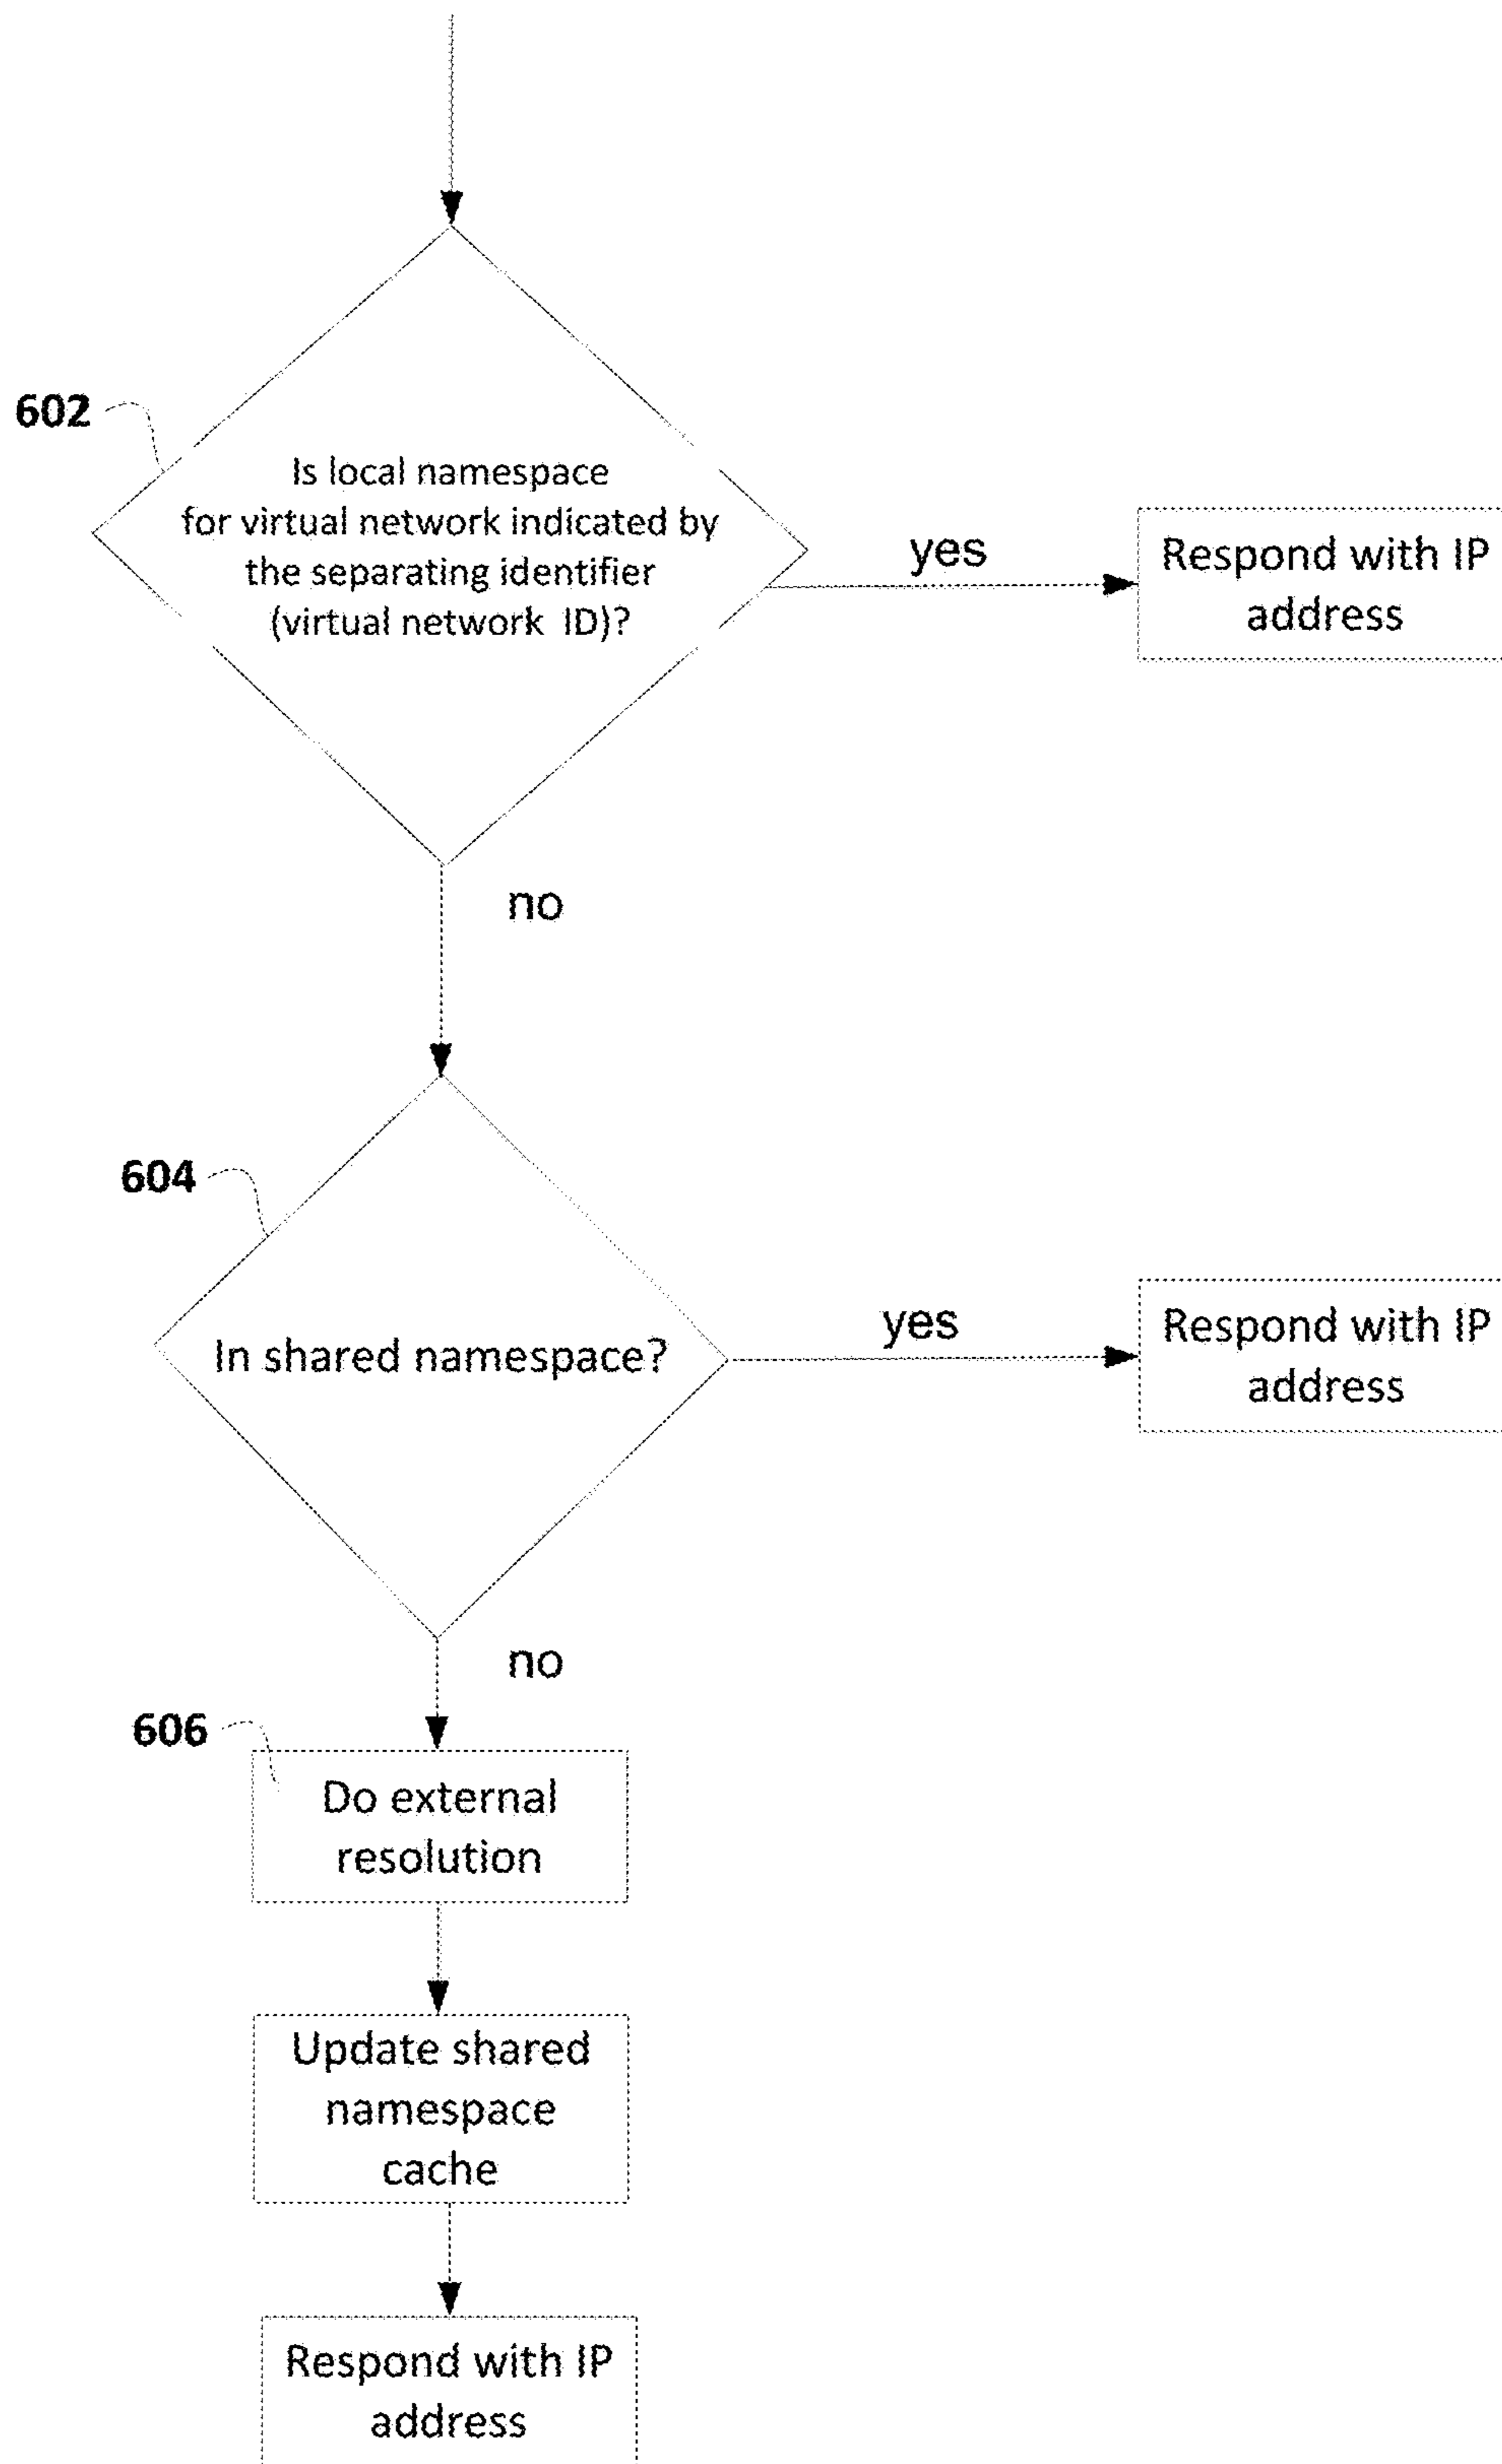 602
Is local namespace
for virtual network indicated by
the separating identifier
(virtual network ID)?
yes
Respond with IP
address
no
604
In shared namespace?
yes
Respond with IP
address
no
606
Do external
resolution
Update shared
namespace
cache
Respond with IP
address